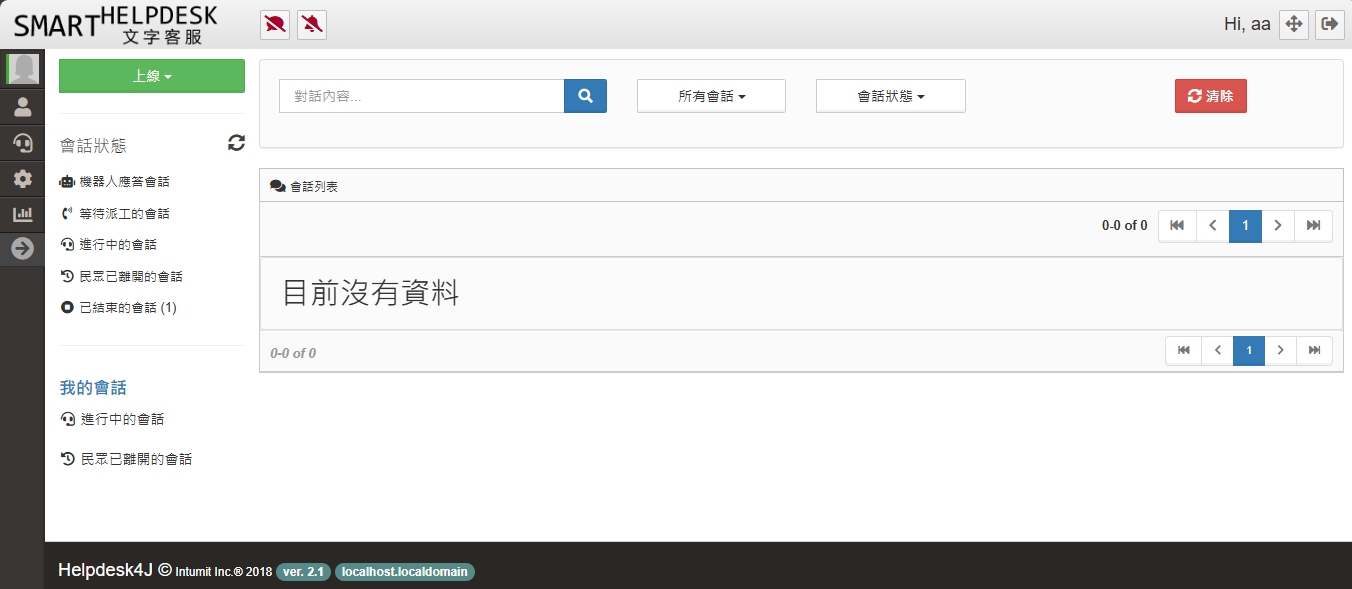 SMARTHELPDESK
文字客服
Hi, aa
上線
對話內容...
所有會話
會話狀態
清除
會話狀態
機器人應答會話
等待派工的會話
進行中的會話
民眾已離開的會話
已結束的會話 (1)
我的會話
進行中的會話
民眾已離開的會話
會話列表
0-0 of 0
1
目前沒有資料
0-0 of 0
1
Helpdesk4J © Intumit Inc.® 2018 ver. 2.1 localhost.localdomain